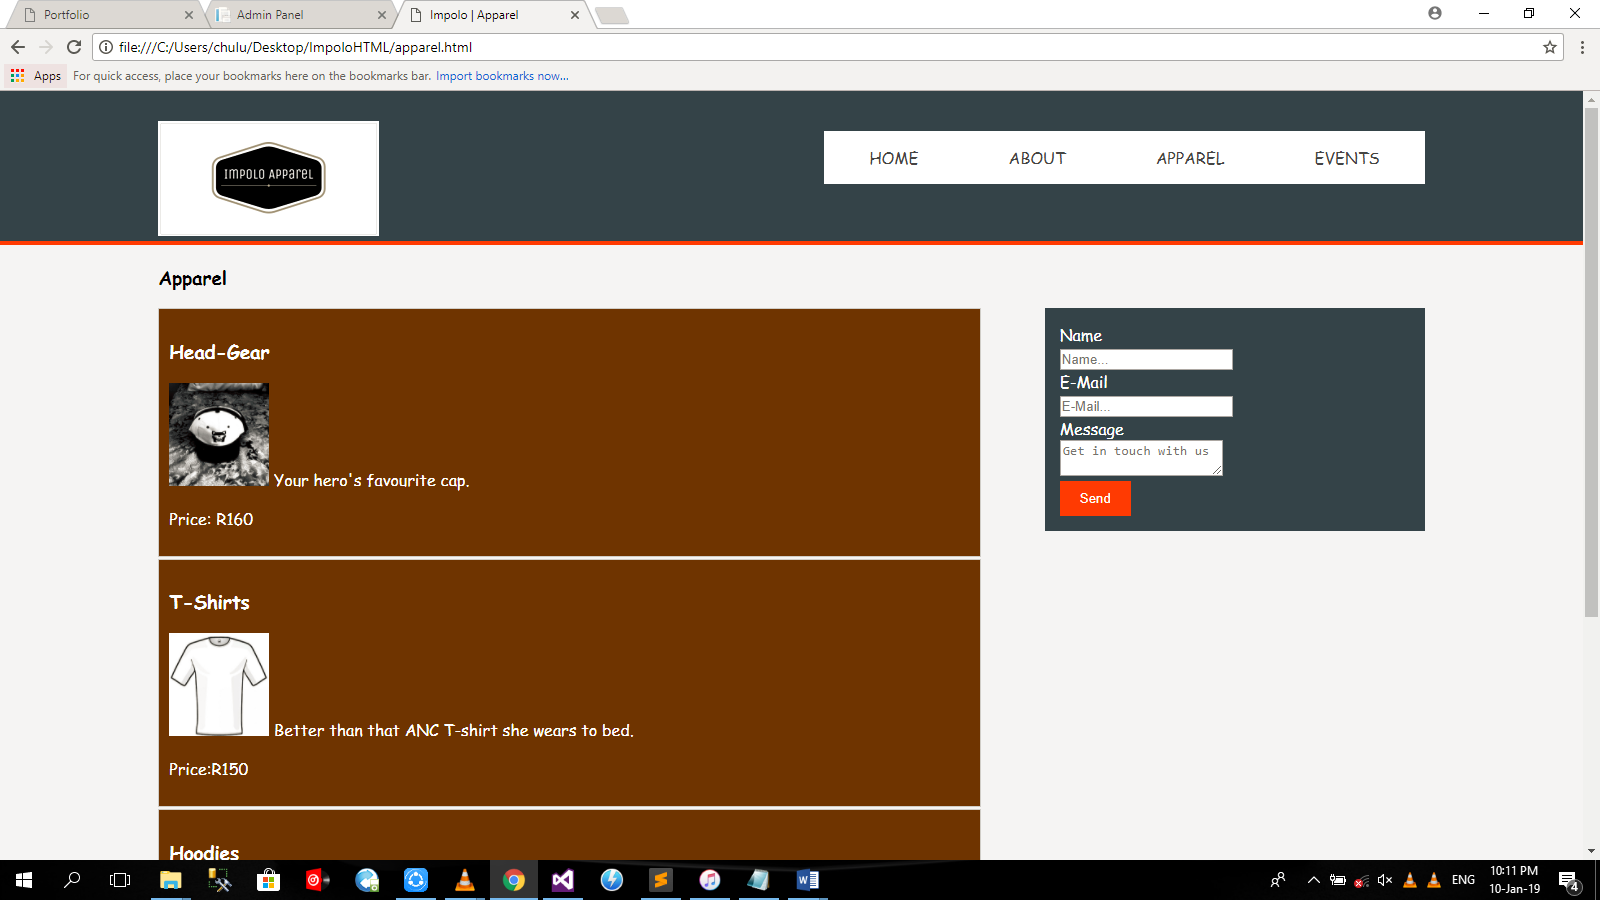 Portfolio
Admin Panel
Impolo | Apparel
file:///C:/Users/chulu/Desktop/ImpoloHTML/apparel.html
Apps
For quick access, place your bookmarks here on the bookmarks bar. Import bookmarks now...
IMPOLO APPAREL
HOME
ABOUT
APPAREL
EVENTS
Apparel
Head-Gear
Your hero's favourite cap.
Price: R160
T-Shirts
Better than that ANC T-shirt she wears to bed.
Price:R150
Hoodies
Name
Name...
E-Mail
E-Mail...
Message
Get in touch with us
Send
ENG
10:11 PM
10-Jan-19
4